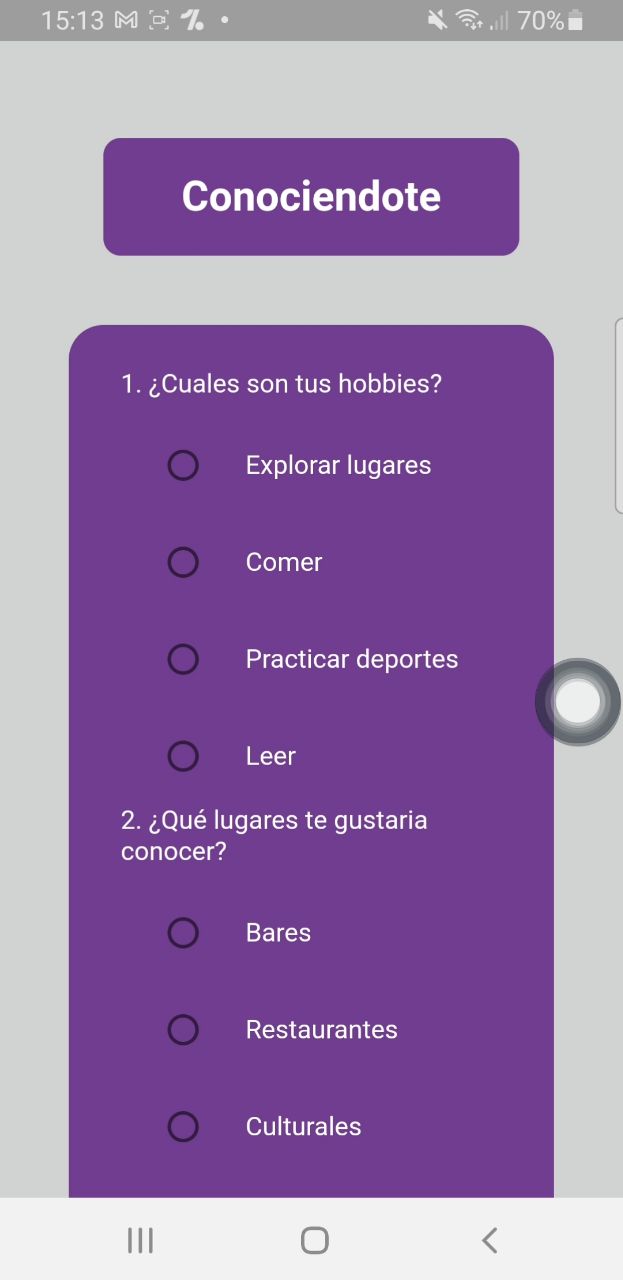 15:13
70%
Conociendote
1. ¿Cuales son tus hobbies?
Explorar lugares
Comer
Practicar deportes
Leer
2. ¿Qué lugares te gustaria
conocer?
Bares
Restaurantes
Culturales